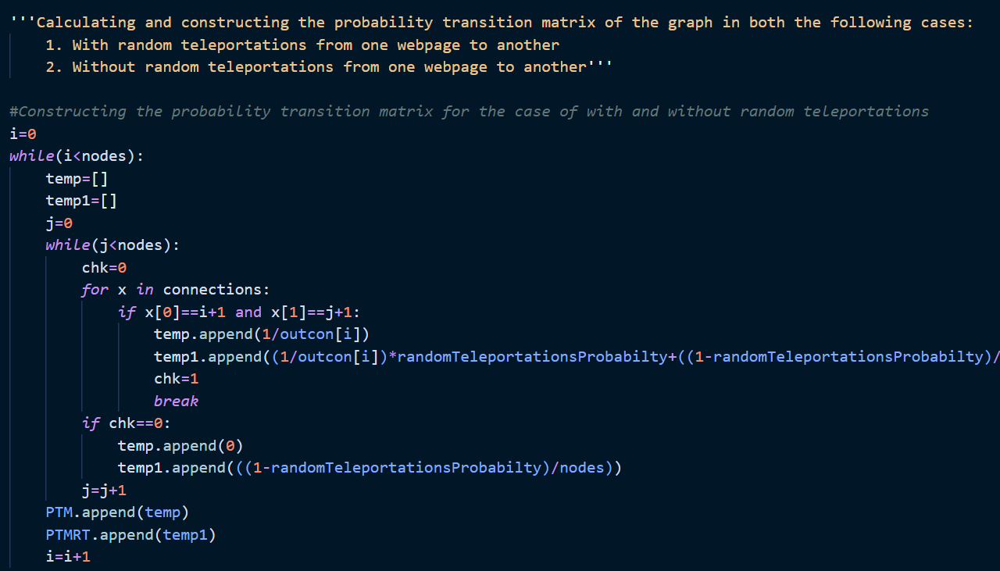 '''Calculating and constructing the probability transition matrix of the graph in both the following cases:
    1. With random teleportations from one webpage to another
    2. Without random teleportations from one webpage to another'''

#Constructing the probability transition matrix for the case of with and without random teleportations
i=0
while(i<nodes):
    temp=[]
    temp1=[]
    j=0
    while(j<nodes):
        chk=0
        for x in connections:
            if x[0]==i+1 and x[1]==j+1:
                temp.append(1/outcon[i])
                temp1.append((1/outcon[i])*randomTeleportationsProbabilty+((1-randomTeleportationsProbabilty)/
                chk=1
                break
        if chk==0:
            temp.append(0)
            temp1.append(((1-randomTeleportationsProbabilty)/nodes))
        j=j+1
    PTM.append(temp)
    PTMRT.append(temp1)
    i=i+1